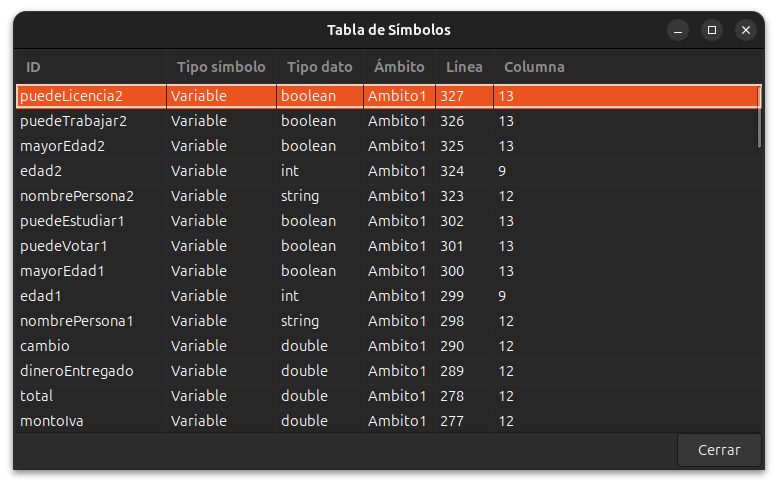 Tabla de Símbolos
ID Tipo símbolo Tipo dato Ámbito Línea Columna
puedeLicencia2 Variable boolean Ambito1 327 13
puedeTrabajar2 Variable boolean Ambito1 326 13
mayorEdad2 Variable boolean Ambito1 325 13
edad2 Variable int Ambito1 324 9
nombrePersona2 Variable string Ambito1 323 12
puedeEstudiar1 Variable boolean Ambito1 302 13
puedeVotar1 Variable boolean Ambito1 301 13
mayorEdad1 Variable boolean Ambito1 300 13
edad1 Variable int Ambito1 299 9
nombrePersona1 Variable string Ambito1 298 12
cambio Variable double Ambito1 290 12
dineroEntregado Variable double Ambito1 289 12
total Variable double Ambito1 278 12
montoIva Variable double Ambito1 277 12
Cerrar